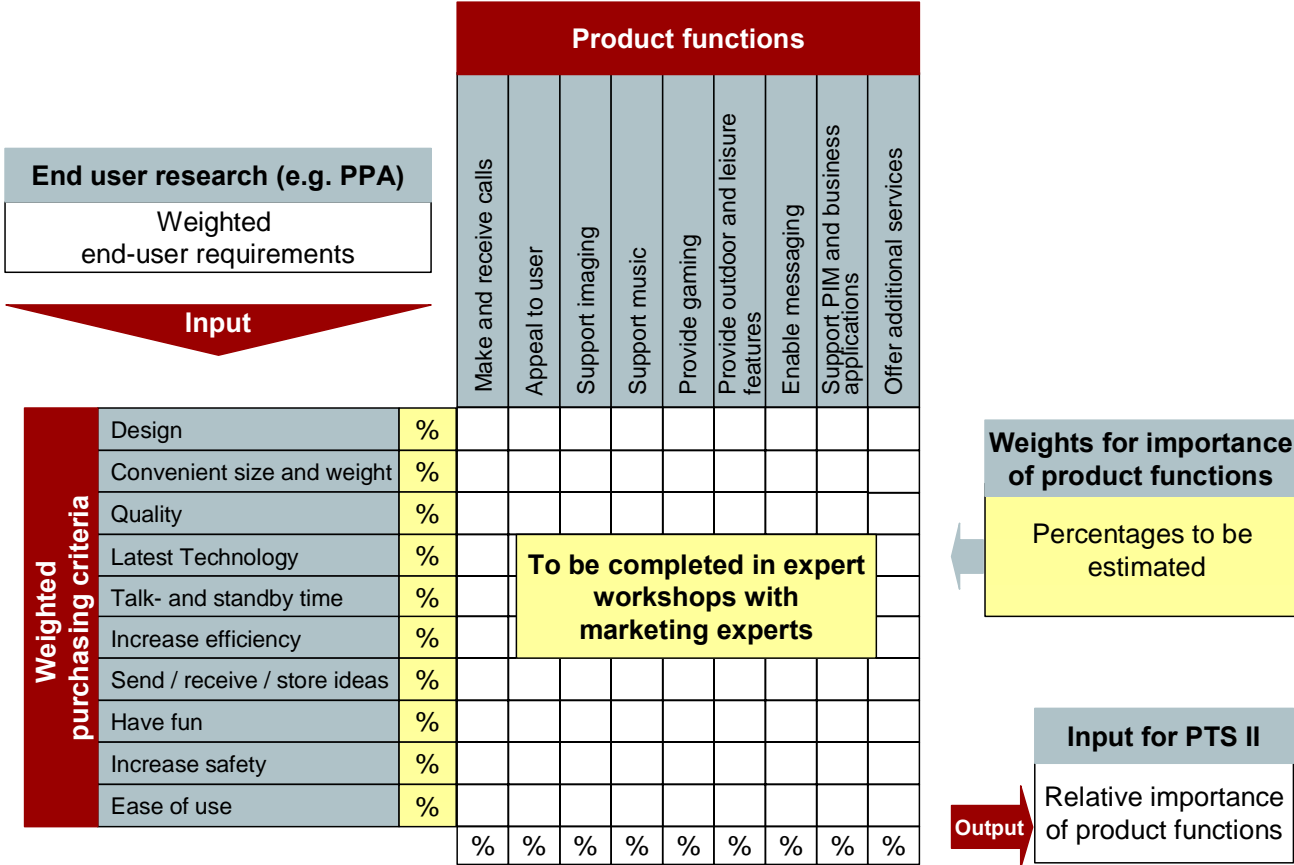 Product functions
Make and receive calls
Appeal to user
Support imaging
Support music
Provide gaming
Provide outdoor and leisure
features
Enable messaging
Support PIM and business
applications
Offer additional services
End user research (e.g. PPA)
Weighted
end-user requirements
Input
Weighted
purchasing criteria
Design %
Convenient size and weight %
Quality %
Latest Technology %
Talk- and standby time %
Increase efficiency %
Send / receive / store ideas %
Have fun %
Increase safety %
Ease of use %
To be completed in expert
workshops with
marketing experts
% % % % % % % % %
Weights for importance
of product functions
Percentages to be
estimated
Output
Input for PTS II
Relative importance
of product functions